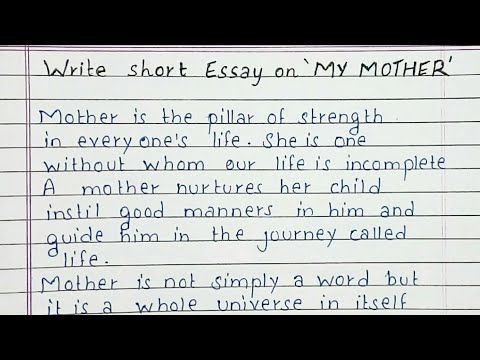 Write short Essay on 'MY MOTHER'
Mother is the pillar of strength
in everyone's life. She is one
without whom our life is incomplete
A mother nurtures her child
instil good manners in him and
guide him in the journey called
life.
Mother is not simply a word but
it is a whole universe in itself